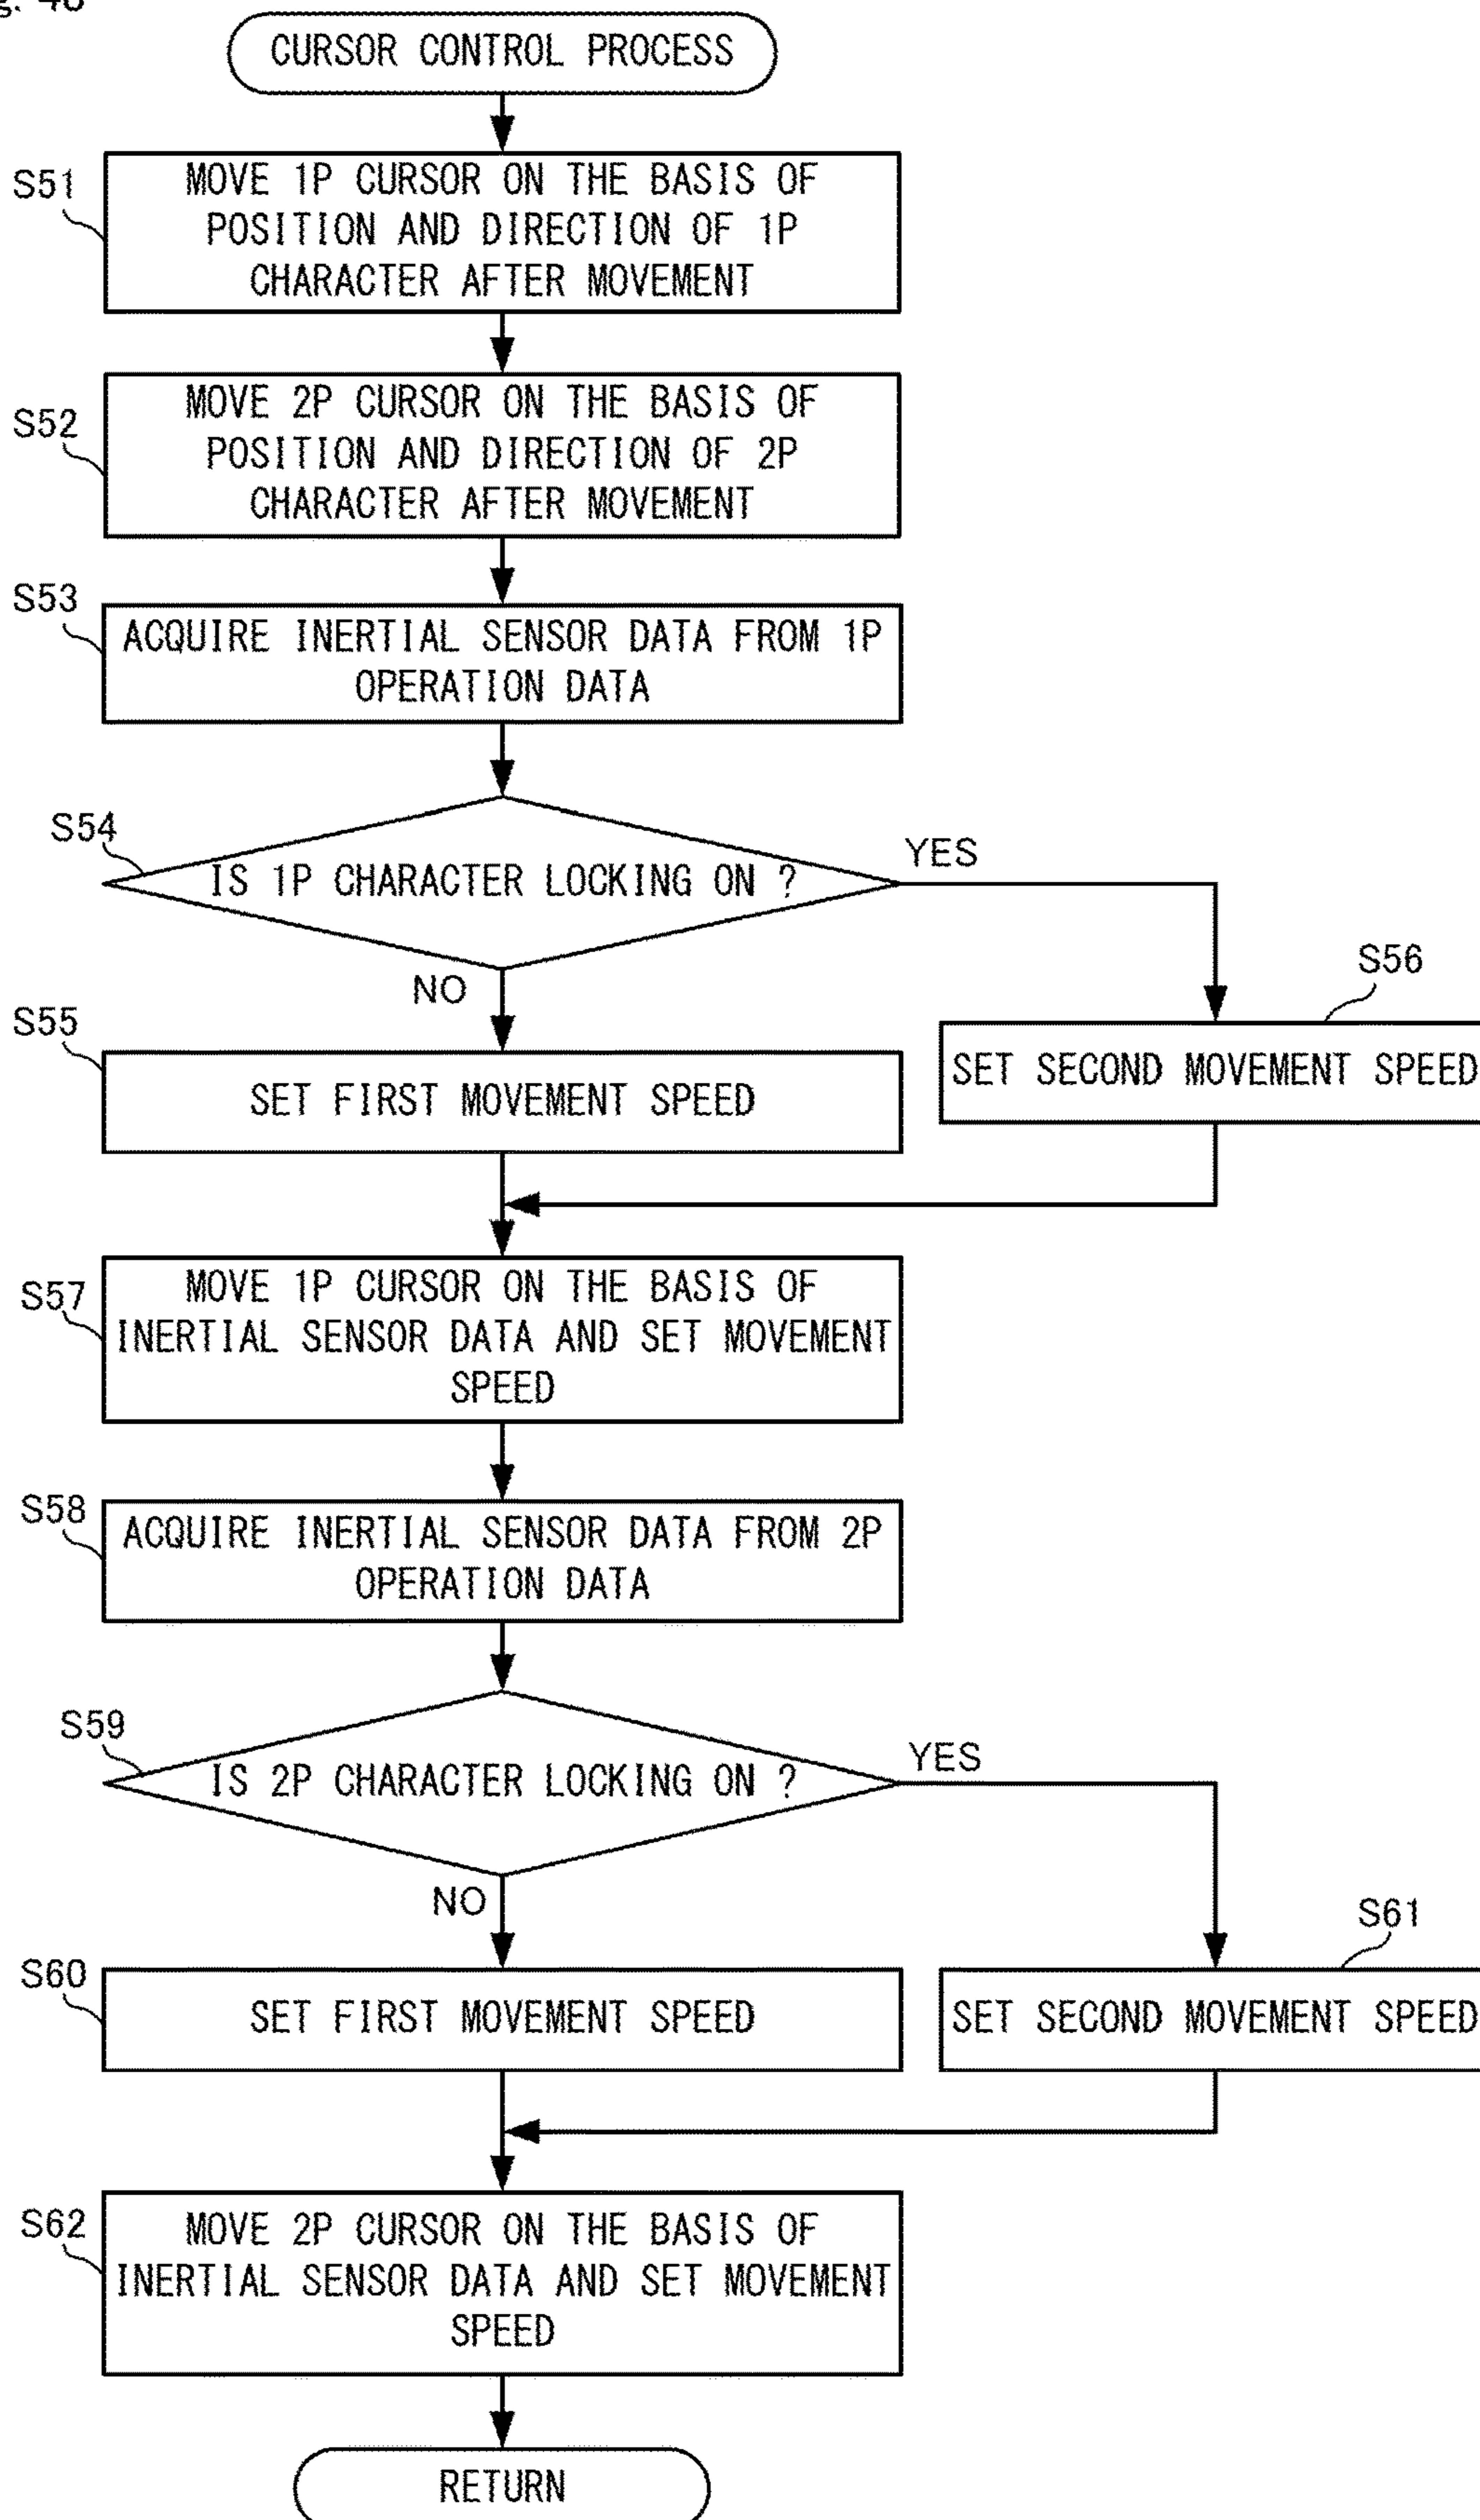 CURSOR CONTROL PROCESS
S51
MOVE 1P CURSOR ON THE BASIS OF
POSITION AND DIRECTION OF 1P
CHARACTER AFTER MOVEMENT
S52
MOVE 2P CURSOR ON THE BASIS OF
POSITION AND DIRECTION OF 2P
CHARACTER AFTER MOVEMENT
S53
ACQUIRE INERTIAL SENSOR DATA FROM 1P
OPERATION DATA
S54
IS 1P CHARACTER LOCKING ON ?
YES
NO
S55
SET FIRST MOVEMENT SPEED
S56
SET SECOND MOVEMENT SPEED
S57
MOVE 1P CURSOR ON THE BASIS OF
INERTIAL SENSOR DATA AND SET MOVEMENT
SPEED
S58
ACQUIRE INERTIAL SENSOR DATA FROM 2P
OPERATION DATA
S59
IS 2P CHARACTER LOCKING ON ?
YES
NO
S60
SET FIRST MOVEMENT SPEED
S61
SET SECOND MOVEMENT SPEED
S62
MOVE 2P CURSOR ON THE BASIS OF
INERTIAL SENSOR DATA AND SET MOVEMENT
SPEED
RETURN